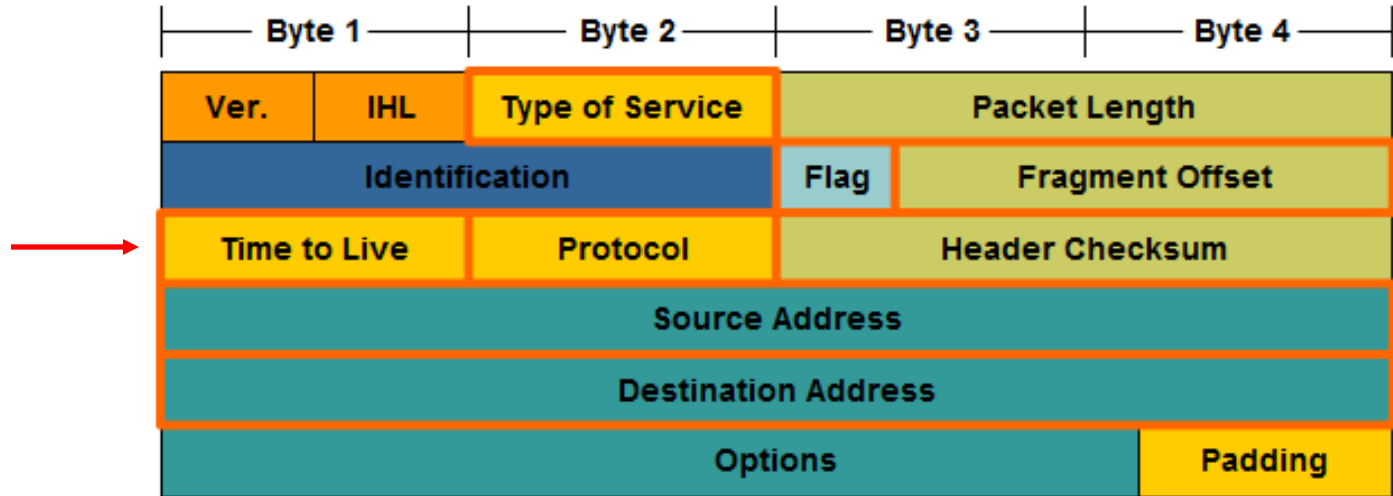 Byte 1 Byte 2 Byte 3 Byte 4
Ver. IHL Type of Service Packet Length
Identification Flag Fragment Offset
Time to Live Protocol Header Checksum
Source Address
Destination Address
Options Padding